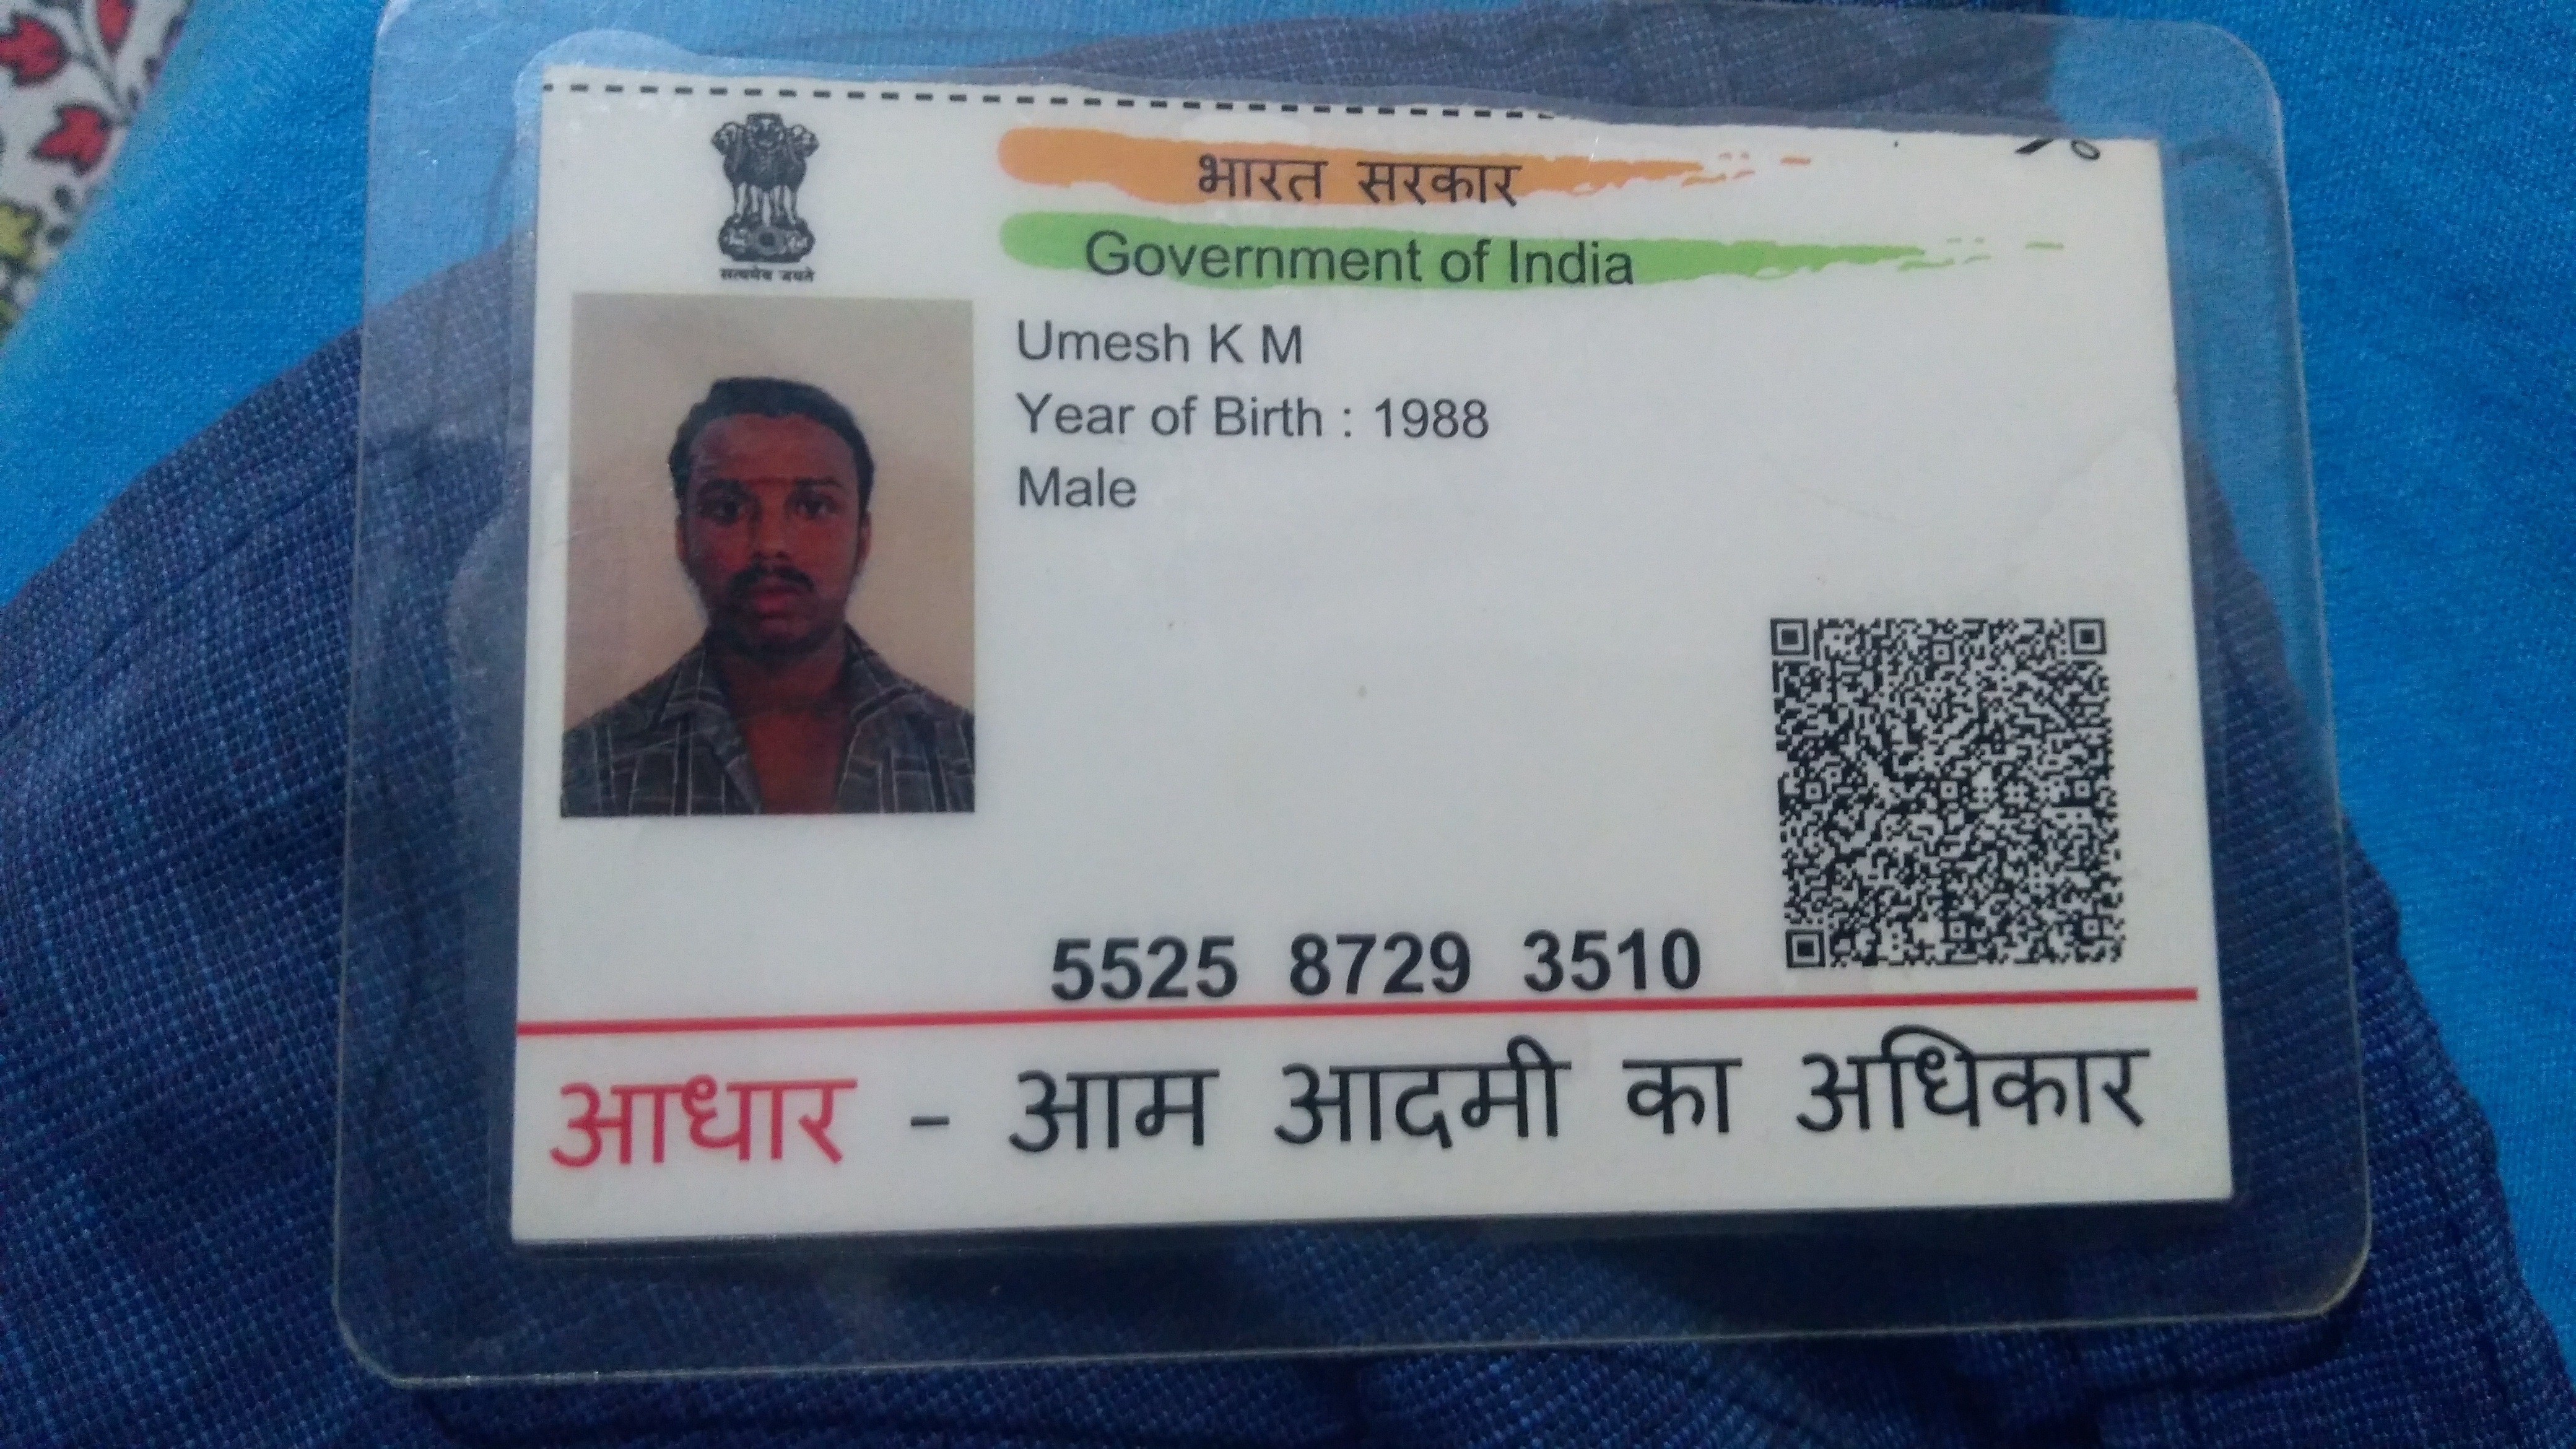 सत्यमेव जयते
भारत सरकार
Government of India
Umesh K M
Year of Birth : 1988
Male
5525 8729 3510
आधार - आम आदमी का अधिकार